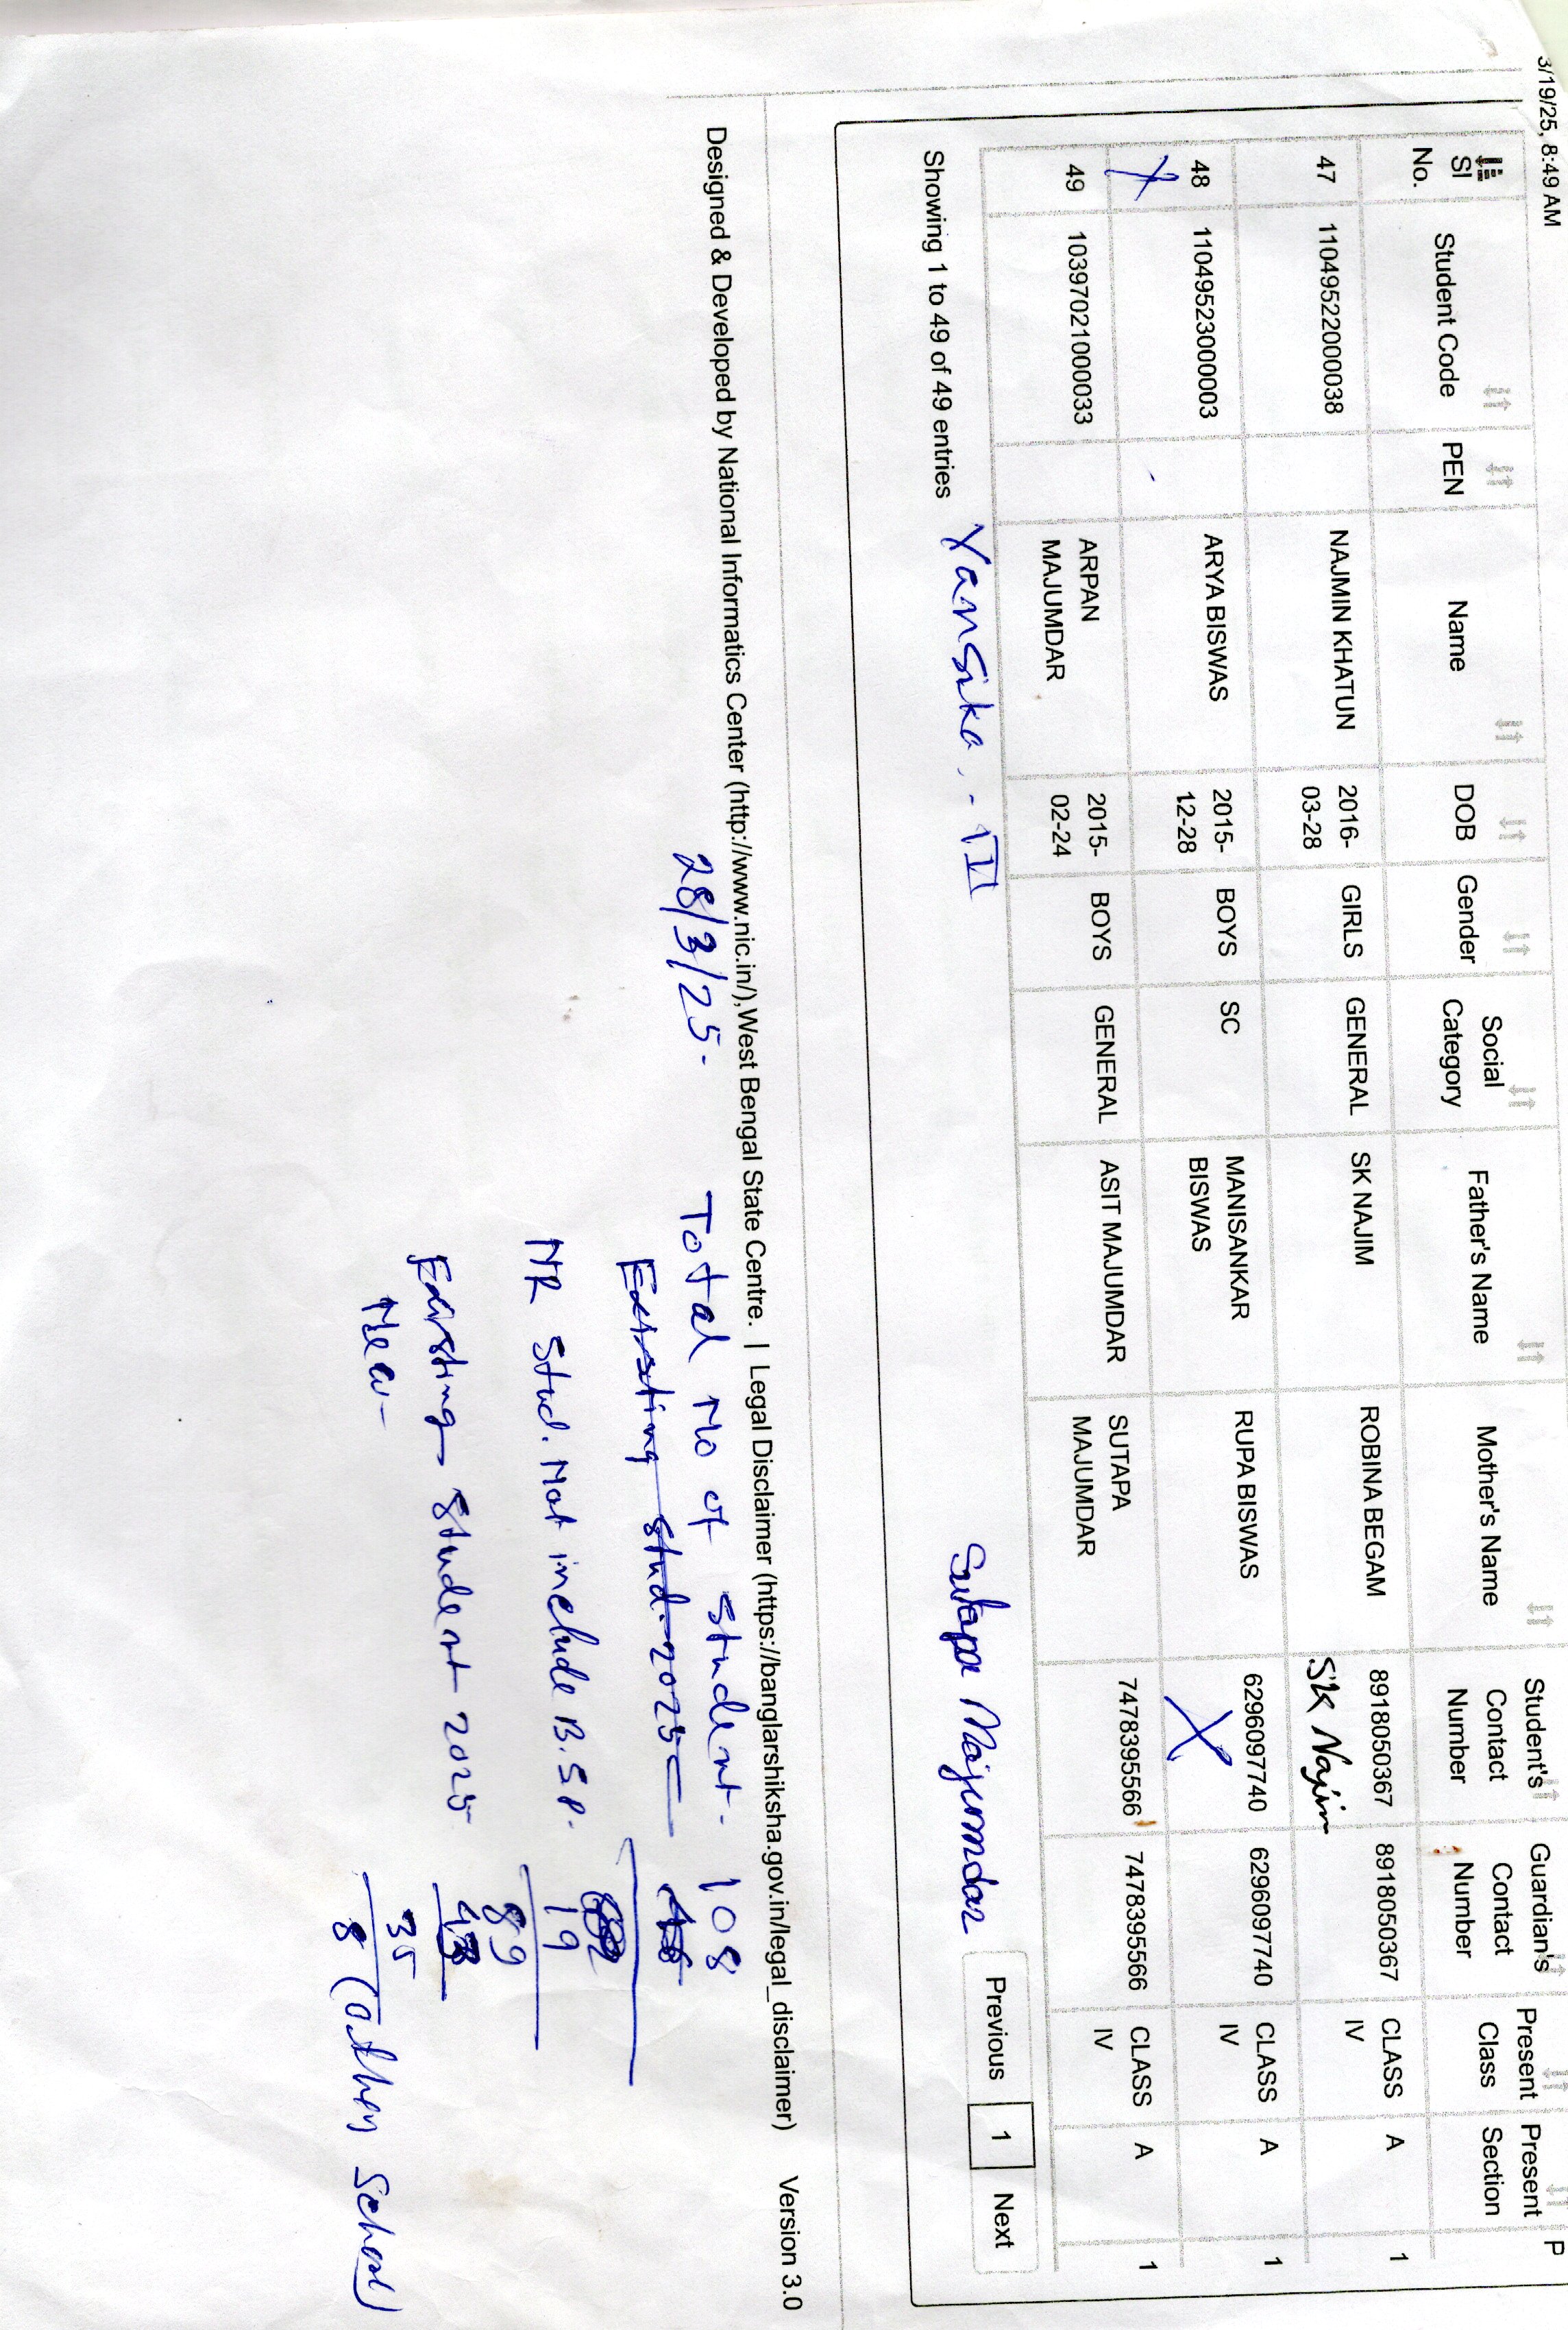 3/19/25, 8:49 AM
Sl No. Student Code PEN Name DOB Gender Social Category Father's Name Mother's Name Student's Contact Number Guardian's Contact Number Present Class Present Section P
47 11049522000038 NAJMIN KHATUN 2016-03-28 GIRLS GENERAL SK NAJIM ROBINA BEGAM 8918050367 8918050367 CLASS IV A 1
SK Najim
48 11049523000003 ARYA BISWAS 2015-12-28 BOYS SC MANISANKAR BISWAS RUPA BISWAS 6296097740 6296097740 CLASS IV A 1
49 10397021000033 ARPAN MAJUMDAR 2015-02-24 BOYS GENERAL ASIT MAJUMDAR SUTAPA MAJUMDAR 7478395566 7478395566 CLASS IV A 1
Showing 1 to 49 of 49 entries
Previous 1 Next
Yansika. - III
Sutapa Majumdar
Designed & Developed by National Informatics Center (http://www.nic.in/),West Bengal State Centre. | Legal Disclaimer (https://banglarshiksha.gov.in/legal_disclaimer) Version 3.0
28/3/25. Total No of student. 108
Existing Stud. 2025
NR Stud. Not include B.S.P. 19
89
Existing Student 2025 43
New 35
8 (other School)